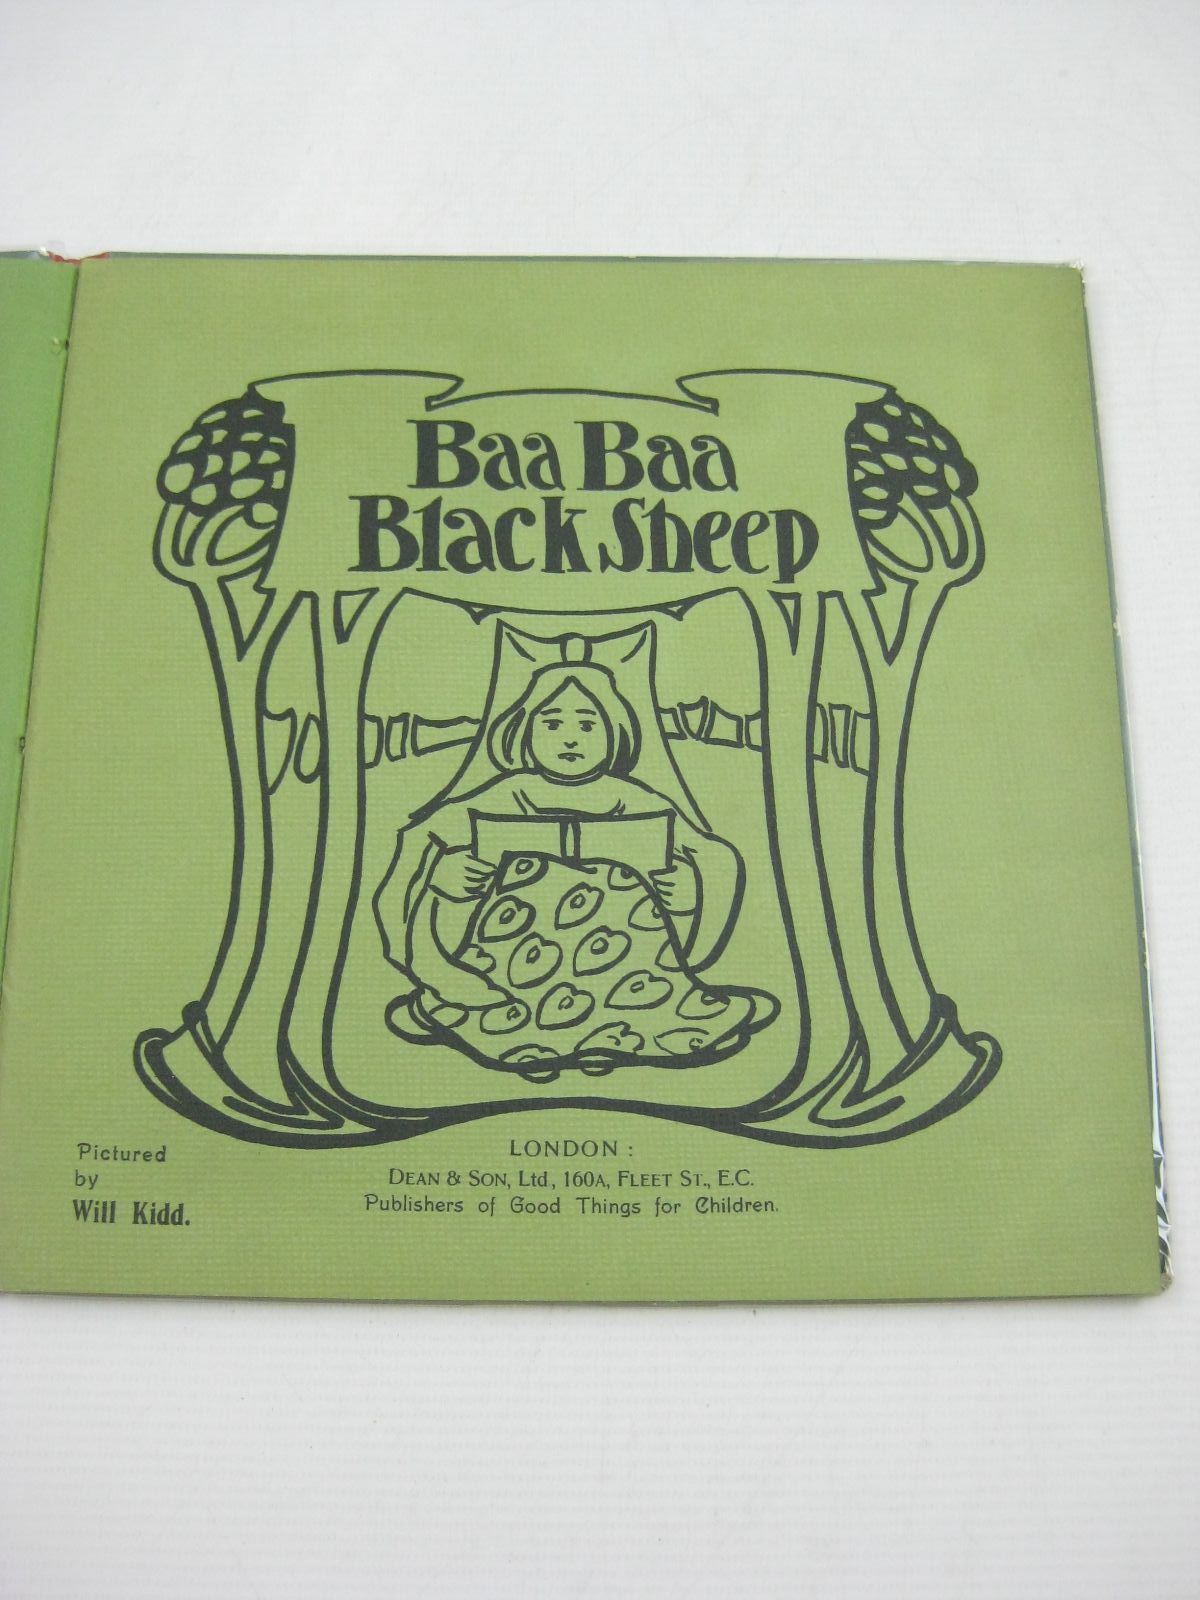 Baa Baa
Black Sheep
Pictured
by
Will Kidd.
LONDON :
DEAN & SON, Ltd, 160A, FLEET ST., E.C.
Publishers of Good Things for Children.